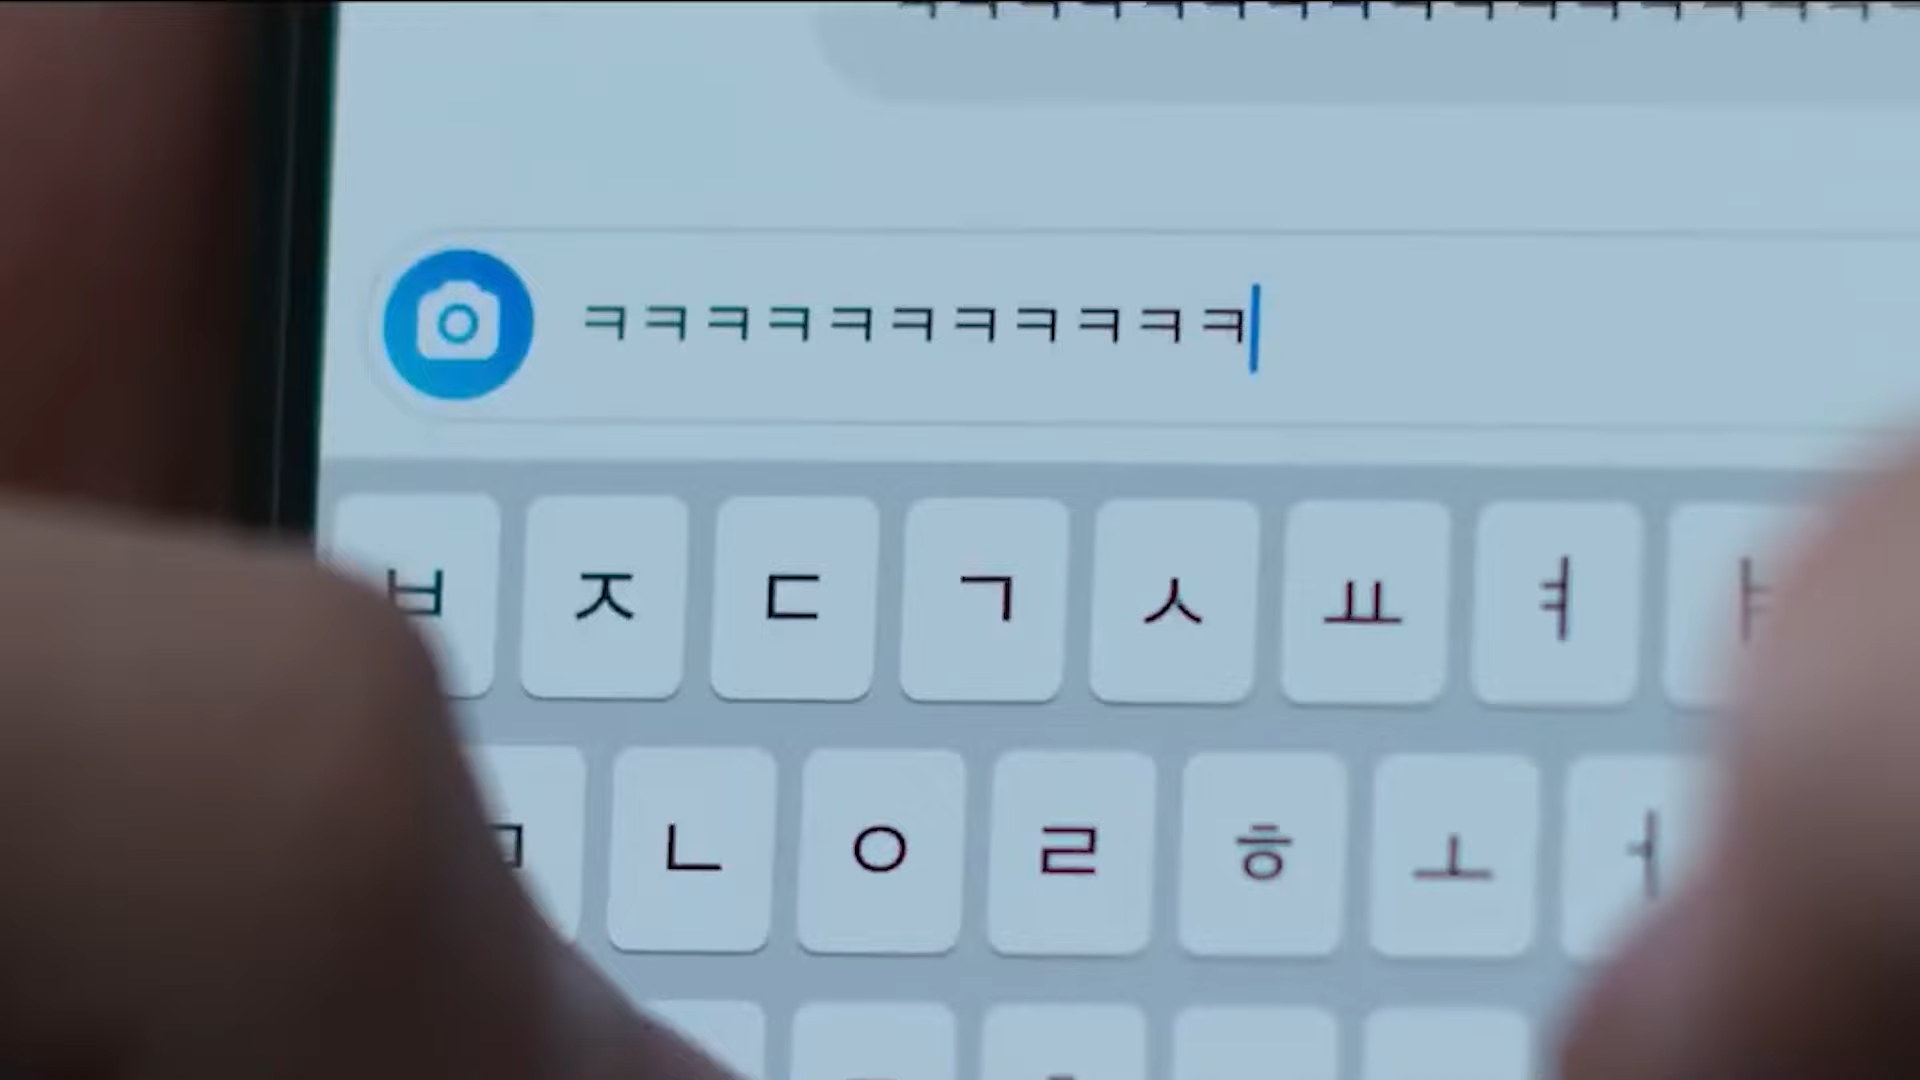 ㅋㅋㅋㅋㅋㅋㅋㅋㅋㅋㅋ
ㅂ ㅈ ㄷ ㄱ ㅅ ㅛ ㅕ ㅑ
ㅁ ㄴ ㅇ ㄹ ㅎ ㅗ ㅓ